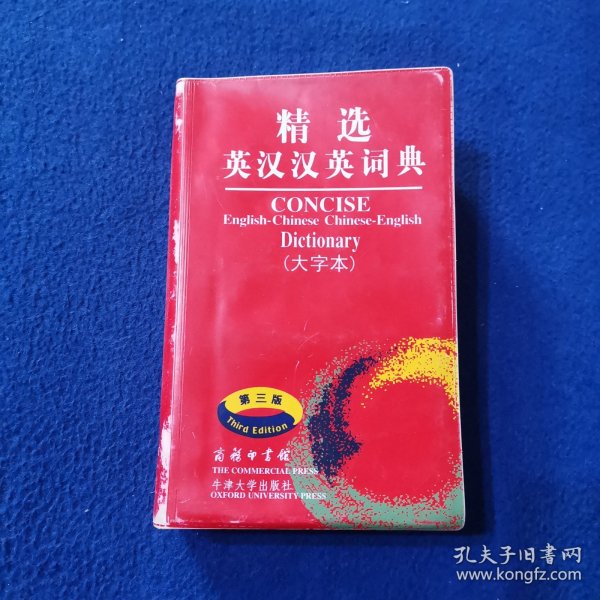 精选
英汉汉英词典
CONCISE
English-Chinese Chinese-English
Dictionary
(大字本)
第三版
Third Edition
商务印书馆
THE COMMERCIAL PRESS
牛津大学出版社
OXFORD UNIVERSITY PRESS
孔夫子旧书网
www.kongfz.com